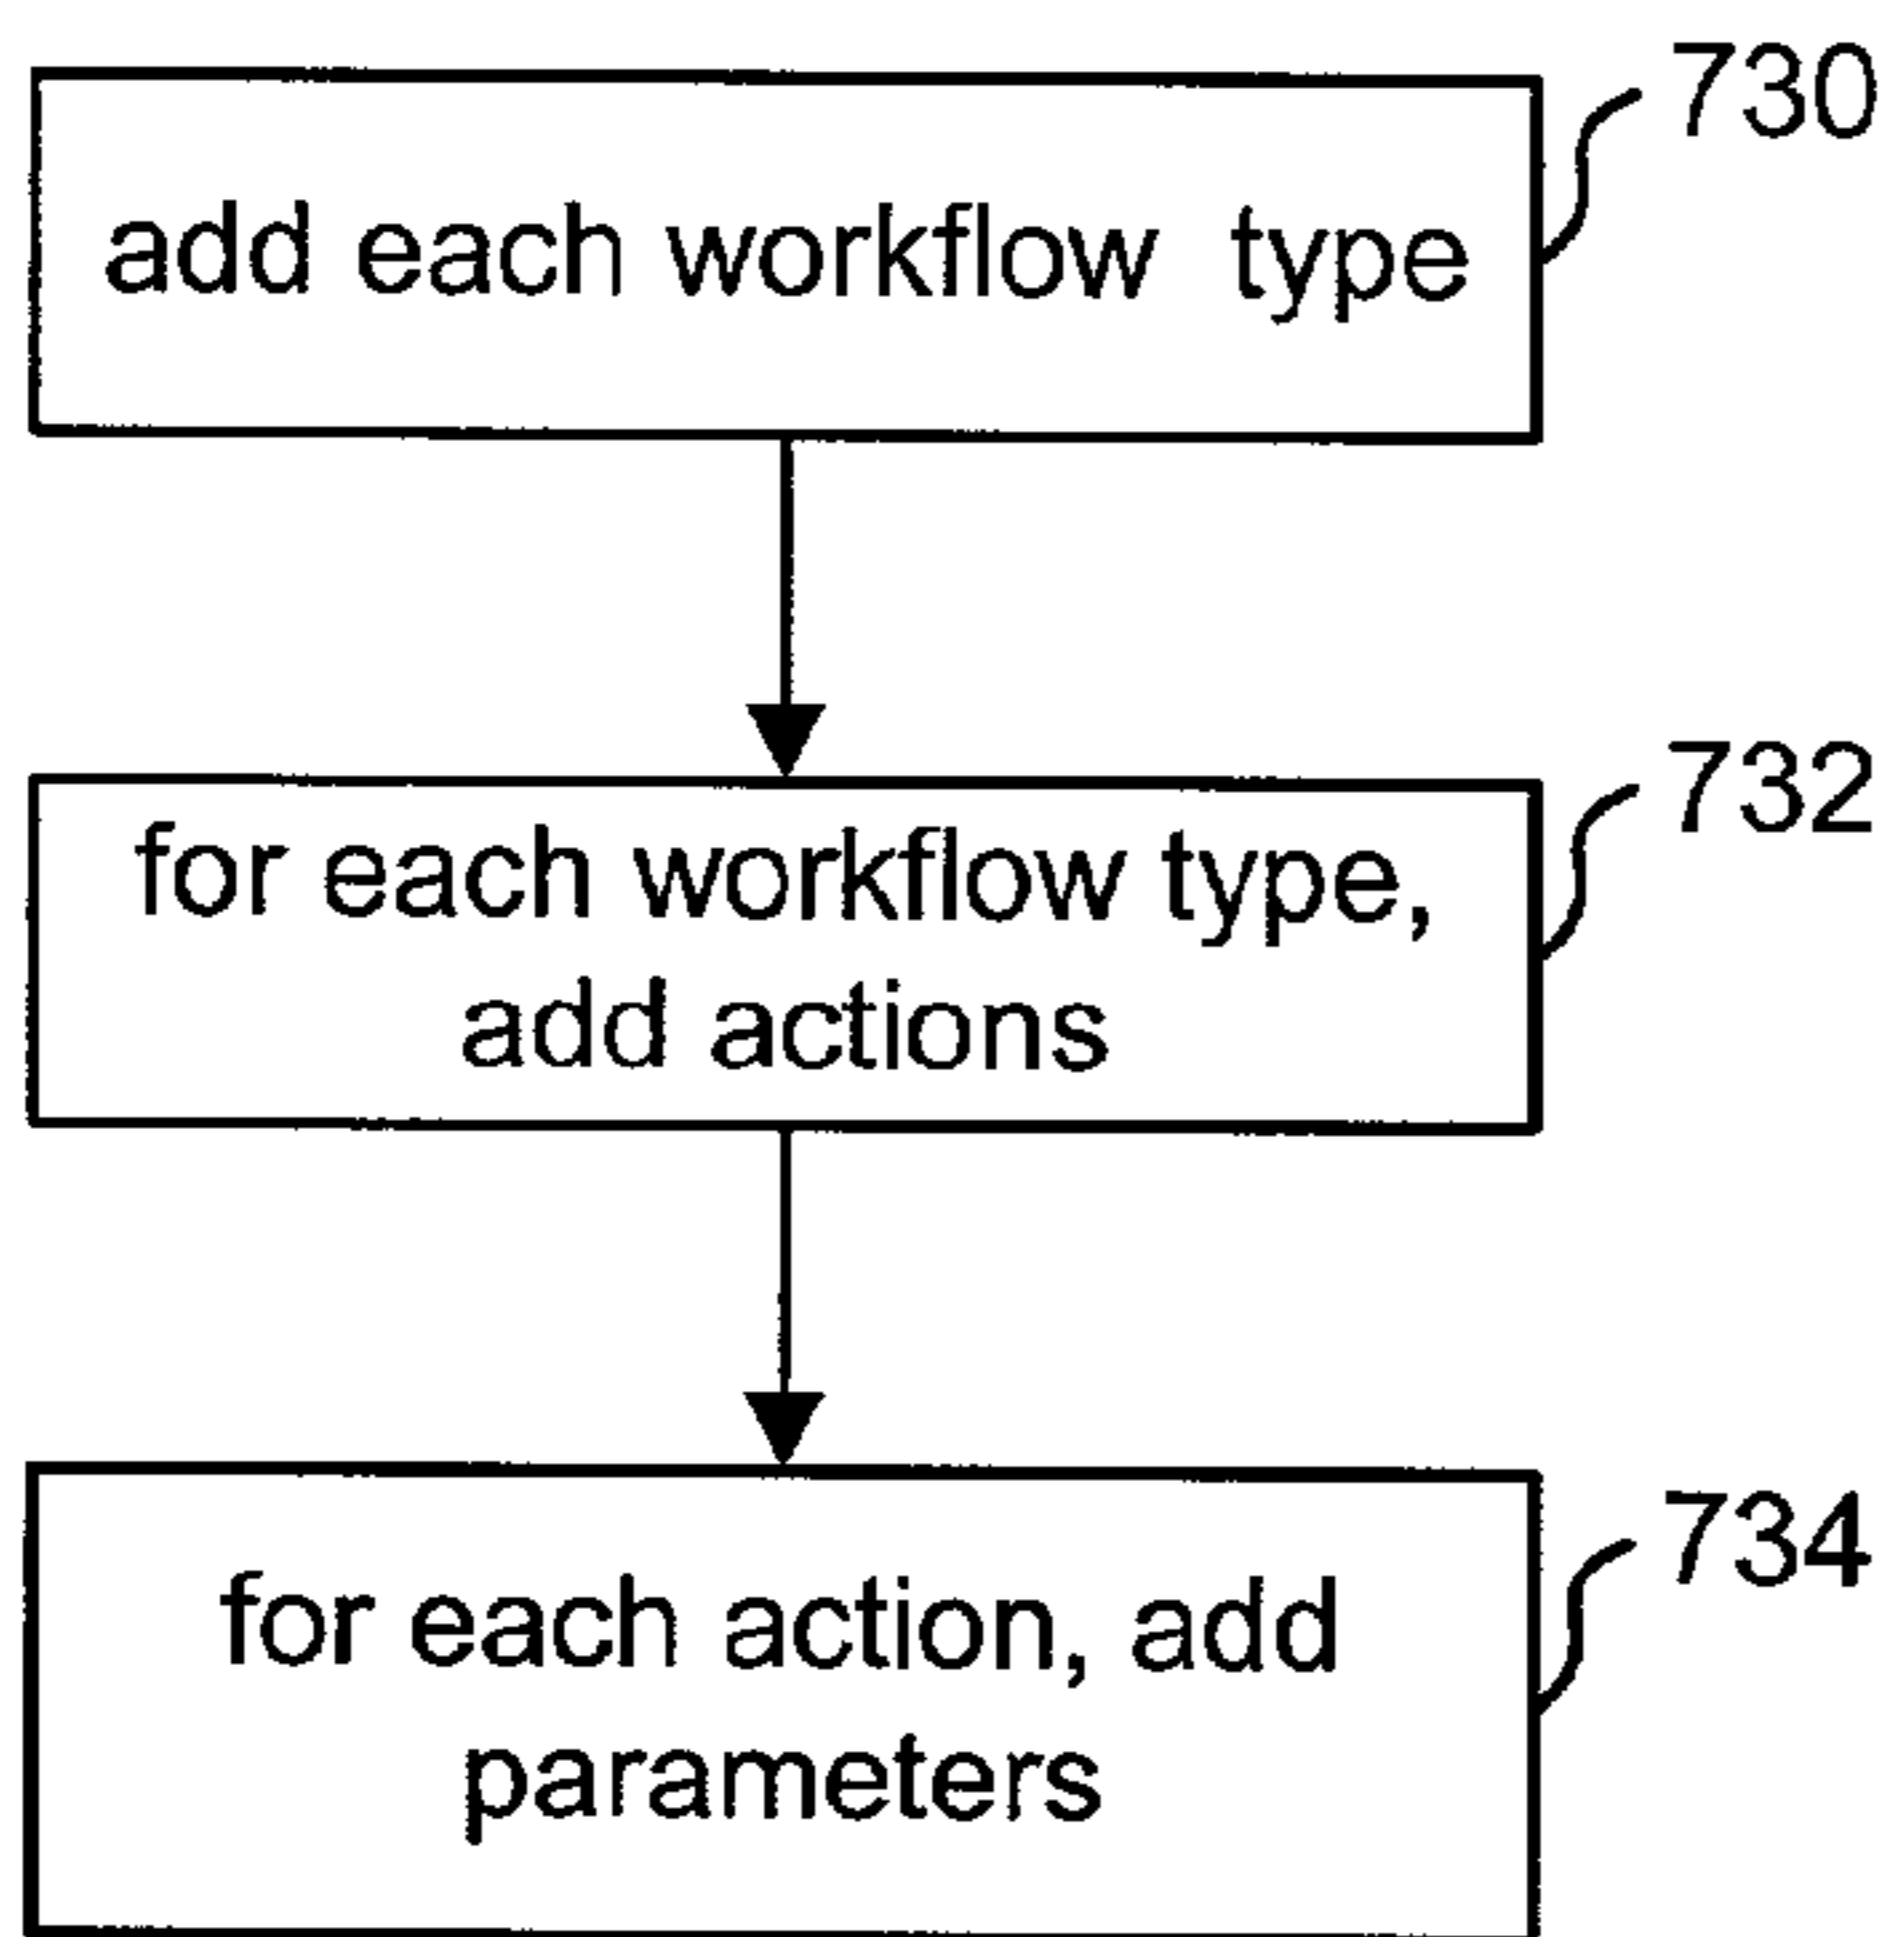 730
add each workflow type
732
for each workflow type,
add actions
734
for each action, add
parameters